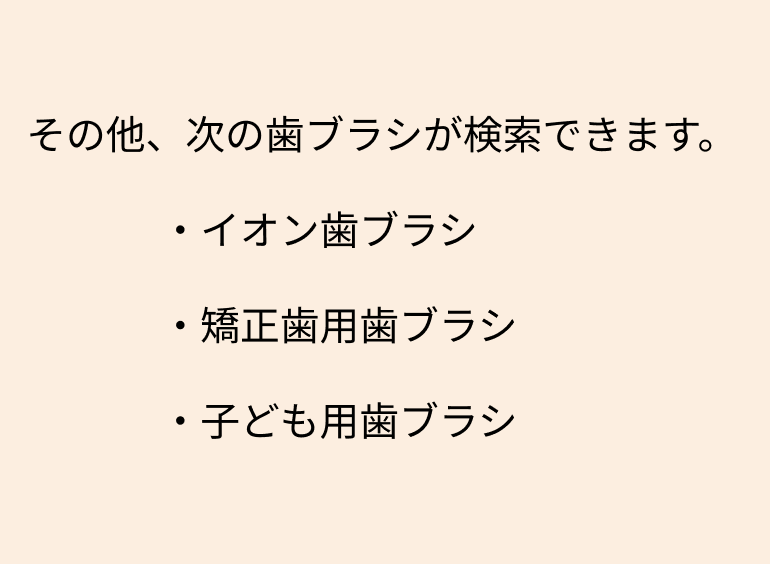 その他、次の歯ブラシが検索できます。
・イオン歯ブラシ
・矯正歯用歯ブラシ
・子ども用歯ブラシ